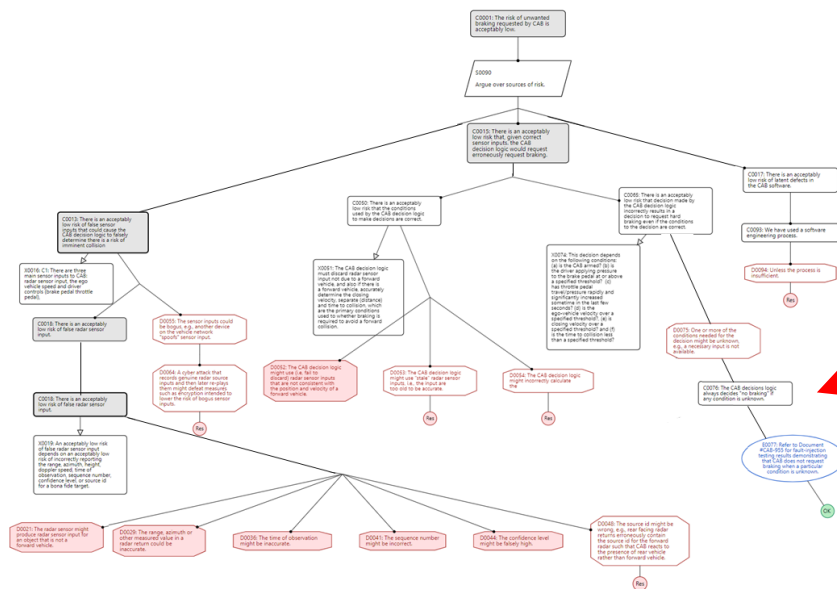 C0001: The risk of unwanted
braking requested by CAB is
acceptably low.
S0090
Argue over sources of risk.
C0015: There is an acceptably
low risk that, given correct
sensor inputs, the CAB
decision logic would request
erroneously request braking.
C0013: There is an acceptably
low risk of false sensor
inputs that could cause the
CAB decision logic to falsely
determine there is a risk of
imminent collision
C0050: There is an acceptably
low risk that the conditions
used by the CAB decision logic
to make decisions are correct.
There is an acceptably
low risk that decision made by
the CAB decision logic
incorrectly results in a
decision to request hard
braking even if the conditions
to the decision are correct.
C0017: There is an acceptably
low risk of latent defects in
the CAB software.
X0016: C1: There are three
main sensor inputs to CAB:
radar sensor input, the ego
vehicle speed and driver
controls (brake pedal throttle
pedal).
X0051: The CAB decision logic
must discard radar sensor
input not due to a forward
vehicle, and also if there is
a forward vehicle, accurately
determine the closing
velocity, separate (distance)
and time to collision, which
are the primary conditions
used to whether braking is
required to avoid a forward
collision.
X0074: This decision depends
on the following conditions:
(a) is the CAB armed? (b) is
the driver applying pressure
to the brake pedal at or above
a specified threshold? (c)
has throttle pedal
travel/pressure rapidly and
significantly increased
sometime in the last few
seconds? (d) is the
ego-vehicle velocity over a
specified threshold? (e) is
closing velocity over a
specified threshold? and (f)
is the time to collision less
than a specified threshold?
C0093: We have used a software
engineering process.
D0094: Unless the process is
insufficient.
Res
C0018: There is an acceptably
low risk of false radar sensor
input.
D0055: The sensor inputs could
be bogus, e.g., another device
on the vehicle network
"spoofs" sensor input.
D0064: A cyber attack that
records genuine radar source
inputs and then later re-plays
them might defeat measures
such as encryption intended to
lower the risk of bogus sensor
inputs.
Res
D0052: The CAB decision logic
might use (i.e. fail to
discard) radar sensor inputs
that are not consistent with
the position and velocity of a
forward vehicle.
D0053: The CAB decision logic
might use "stale" radar sensor
inputs, i.e., the input are
too old to be accurate.
Res
D0054: The CAB decision logic
might incorrectly calculate
the
Res
D0075: One or more of the
conditions needed for the
decision might be unknown,
e.g., a necessary input is not
available.
C0076: The CAB decisions logic
always decides "no braking" if
any condition is unknown.
E0077: Refer to Document
#CAB-955 for fault-injection
testing results demonstrating
that CAB does not request
braking when a particular
condition is unknown.
OK
C0018: There is an acceptably
low risk of false radar sensor
input.
X0019: An acceptably low risk
of false radar sensor input
depends on an acceptably low
risk of incorrectly reporting
the range, azimuth, height,
doppler speed, time of
observation, sequence number,
confidence level, or source id
for a bona fide target.
D0021: The radar sensor might
produce radar sensor input for
an object that is not a
forward vehicle.
D0029: The range, azimuth or
other measured value in a
radar return could be
inaccurate.
D0036: The time of observation
might be inaccurate.
D0041: The sequence number
might be incorrect.
D0044: The confidence level
might be falsely high.
D0048: The source id might be
wrong, e.g., rear facing radar
returns erroneously contain
the source id for the forward
radar such that CAB reacts to
the presence of rear vehicle
rather than forward vehicle.
Res